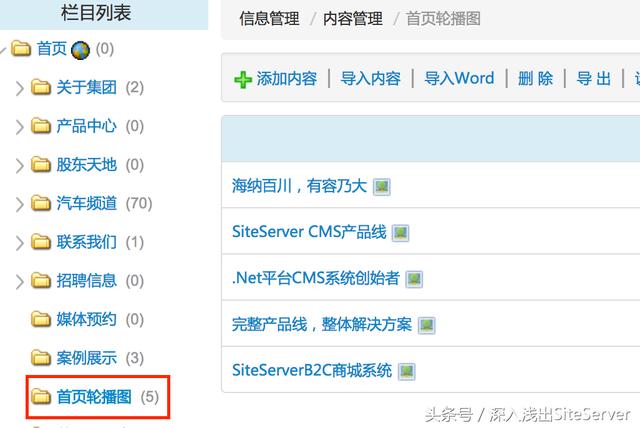 栏目列表
首页 (0)
关于集团 (2)
产品中心 (0)
股东天地 (0)
汽车频道 (70)
联系我们 (1)
招聘信息 (0)
媒体预约 (0)
案例展示 (3)
首页轮播图 (5)
信息管理 / 内容管理 / 首页轮播图
添加内容 | 导入内容 | 导入Word | 删 除 | 导 出 |
海纳百川，有容乃大
SiteServer CMS产品线
.Net平台CMS系统创始者
完整产品线，整体解决方案
SiteServerB2C商城系统
头条号 / 深入浅出SiteServer